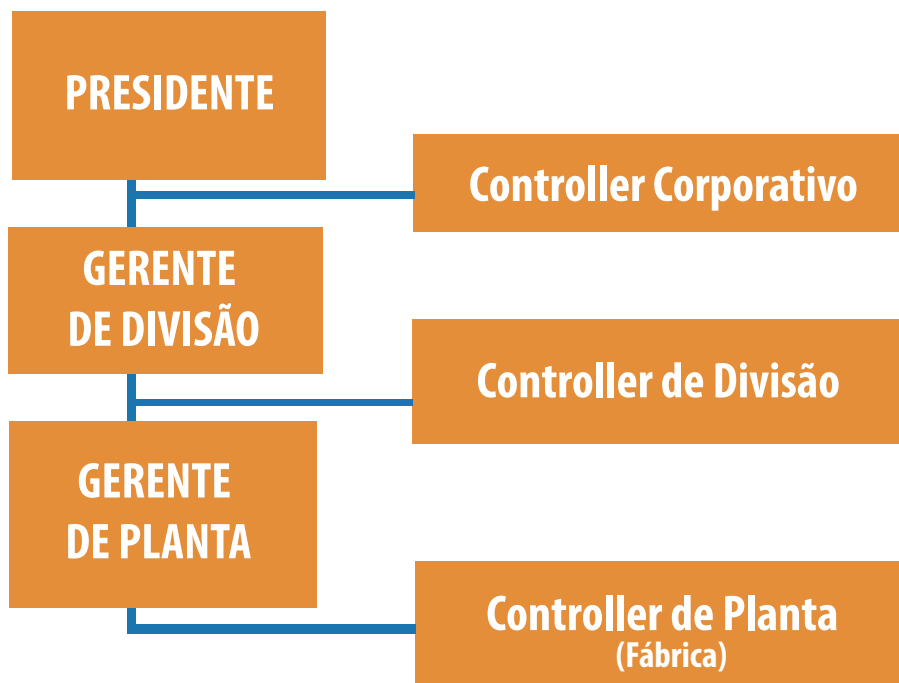 PRESIDENTE
Controller Corporativo
GERENTE
DE DIVISÃO
Controller de Divisão
GERENTE
DE PLANTA
Controller de Planta
(Fábrica)